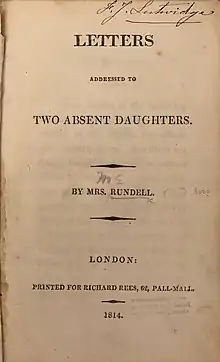 LETTERS
ADDRESSED TO
TWO ABSENT DAUGHTERS.
BY MRS. RUNDELL.
LONDON:
PRINTED FOR RICHARD REES, 62, PALL-MALL.
1814.